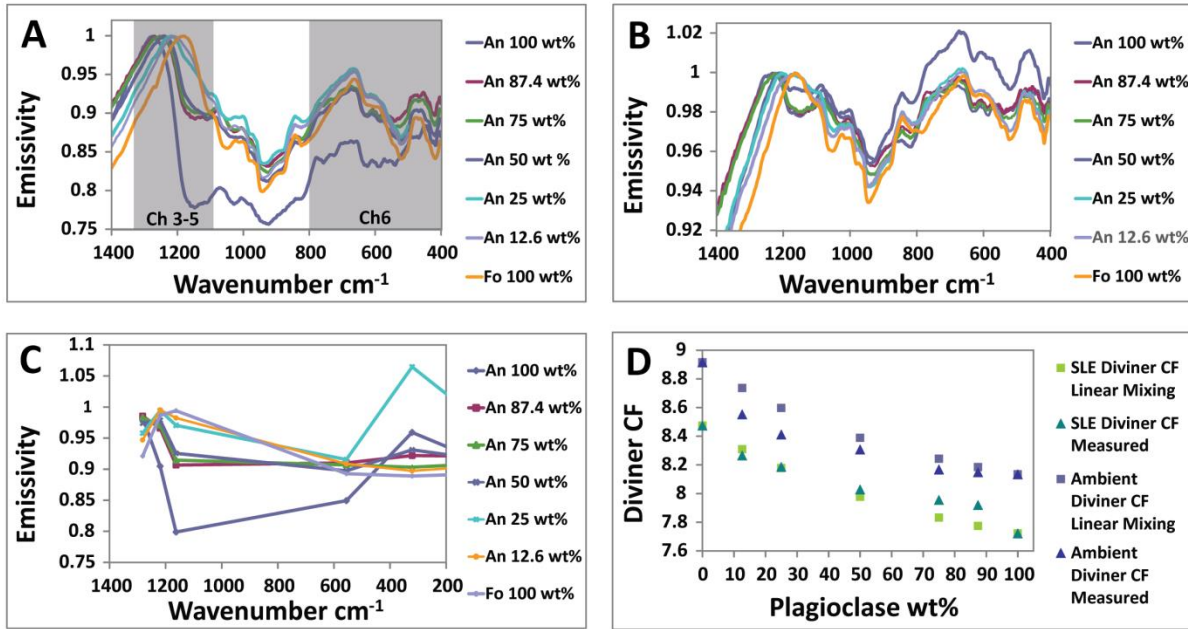 A
Emissivity
1
0.95
0.9
0.85
0.8
0.75
Ch 3-5
Ch6
1400 1200 1000 800 600 400
Wavenumber cm⁻¹
An 100 wt%
An 87.4 wt%
An 75 wt%
An 50 wt %
An 25 wt%
An 12.6 wt%
Fo 100 wt%
B
Emissivity
1.02
1
0.98
0.96
0.94
0.92
1400 1200 1000 800 600 400
Wavenumber cm⁻¹
An 100 wt%
An 87.4 wt%
An 75 wt%
An 50 wt%
An 25 wt%
An 12.6 wt%
Fo 100 wt%
C
Emissivity
1.1
1.05
1
0.95
0.9
0.85
0.8
0.75
1400 1200 1000 800 600 400 200
Wavenumber cm⁻¹
An 100 wt%
An 87.4 wt%
An 75 wt%
An 50 wt%
An 25 wt%
An 12.6 wt%
Fo 100 wt%
D
Diviner CF
9
8.8
8.6
8.4
8.2
8
7.8
7.6
0 10 20 30 40 50 60 70 80 90 100
Plagioclase wt%
SLE Diviner CF
Linear Mixing
SLE Diviner CF
Measured
Ambient
Diviner CF
Linear Mixing
Ambient
Diviner CF
Measured